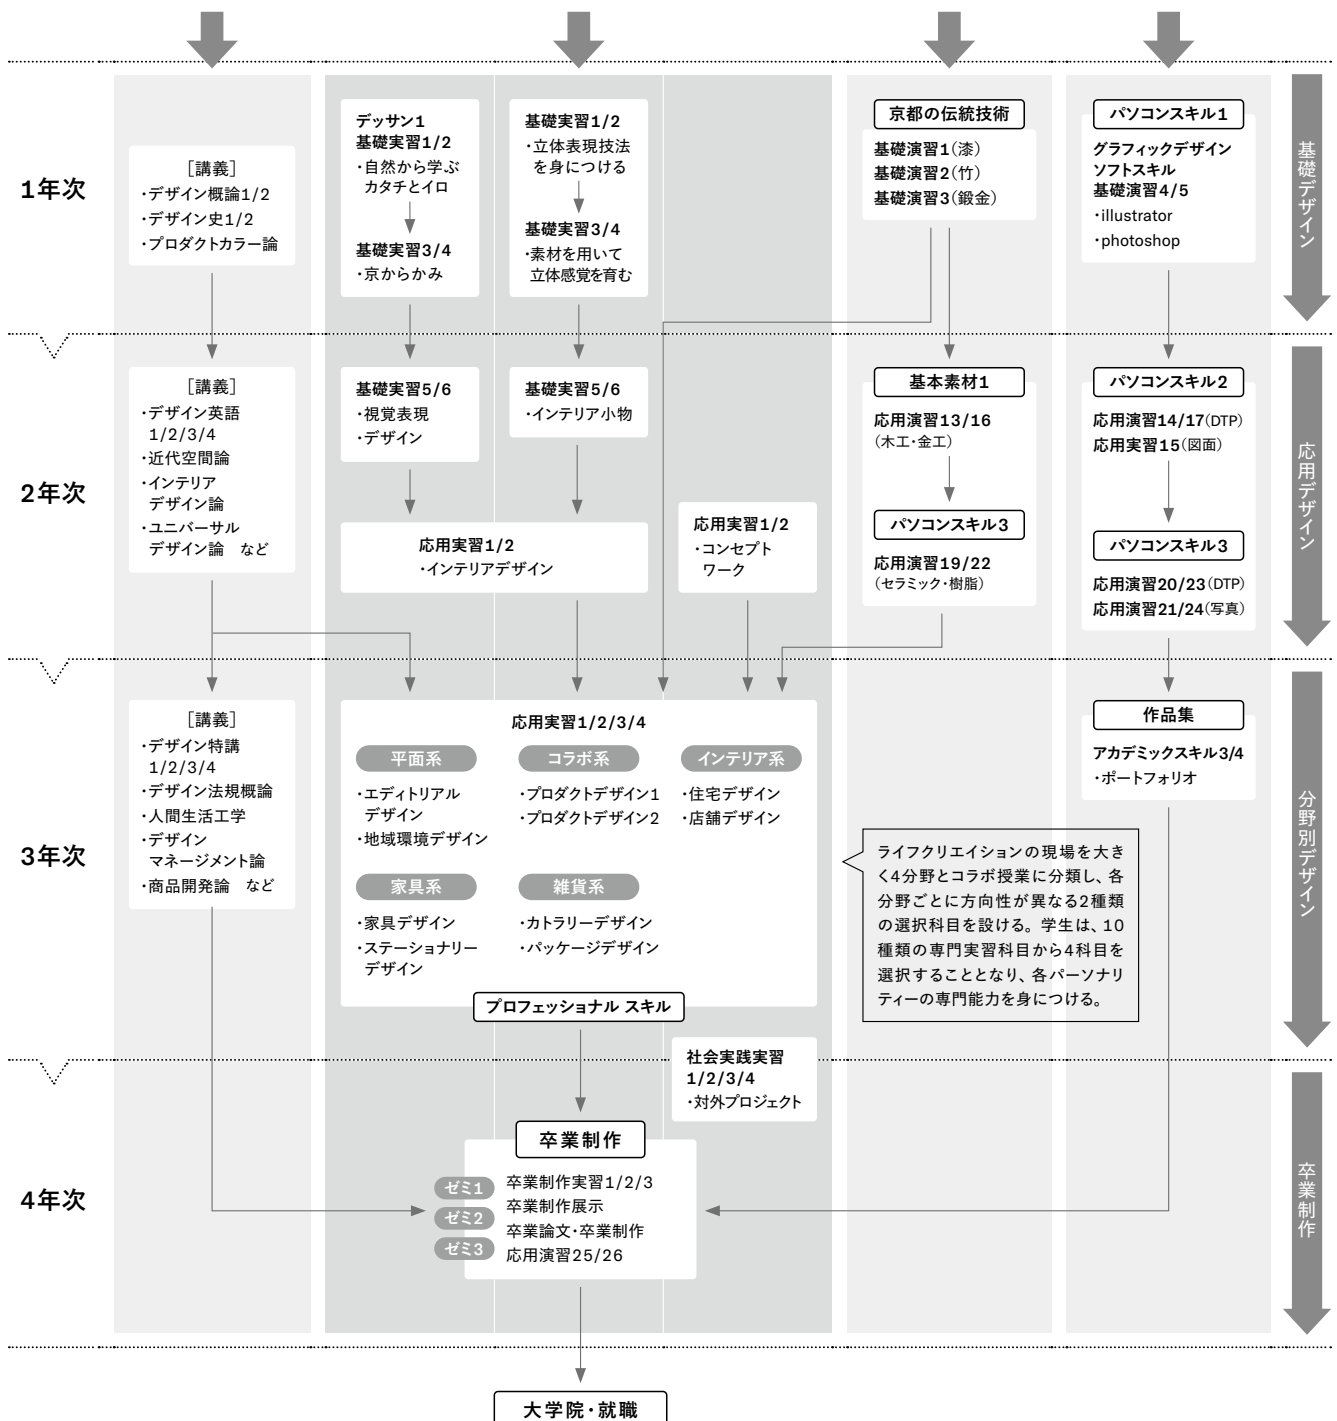 1年次
［講義］
・デザイン概論1/2
・デザイン史1/2
・プロダクトカラー論
デッサン1
基礎実習1/2
・自然から学ぶ
カタチとイロ
基礎実習3/4
・京からかみ
基礎実習1/2
・立体表現技法
を身につける
基礎実習3/4
・素材を用いて
立体感覚を育む
京都の伝統技術
基礎演習1（漆）
基礎演習2（竹）
基礎演習3（鍛金）
パソコンスキル1
グラフィックデザイン
ソフトスキル
基礎演習4/5
・illustrator
・photoshop
基礎デザイン
2年次
［講義］
・デザイン英語
1/2/3/4
・近代空間論
・インテリア
デザイン論
・ユニバーサル
デザイン論　など
基礎実習5/6
・視覚表現
・デザイン
基礎実習5/6
・インテリア小物
応用実習1/2
・インテリアデザイン
応用実習1/2
・コンセプト
ワーク
基本素材1
応用演習13/16
（木工・金工）
パソコンスキル3
応用演習19/22
（セラミック・樹脂）
パソコンスキル2
応用演習14/17（DTP）
応用実習15（図面）
パソコンスキル3
応用演習20/23（DTP）
応用演習21/24（写真）
応用デザイン
3年次
［講義］
・デザイン特講
1/2/3/4
・デザイン法規概論
・人間生活工学
・デザイン
マネージメント論
・商品開発論　など
応用実習1/2/3/4
平面系
・エディトリアル
デザイン
・地域環境デザイン
コラボ系
・プロダクトデザイン1
・プロダクトデザイン2
インテリア系
・住宅デザイン
・店舗デザイン
家具系
・家具デザイン
・ステーショナリー
デザイン
雑貨系
・カトラリーデザイン
・パッケージデザイン
プロフェッショナル スキル
作品集
アカデミックスキル3/4
・ポートフォリオ
ライフクリエイションの現場を大き
く4分野とコラボ授業に分類し、各
分野ごとに方向性が異なる2種類
の選択科目を設ける。学生は、10
種類の専門実習科目から4科目を
選択することとなり、各パーソナリ
ティーの専門能力を身につける。
分野別デザイン
社会実践実習
1/2/3/4
・対外プロジェクト
4年次
卒業制作
ゼミ1
ゼミ2
ゼミ3
卒業制作実習1/2/3
卒業制作展示
卒業論文・卒業制作
応用演習25/26
卒業制作
大学院・就職